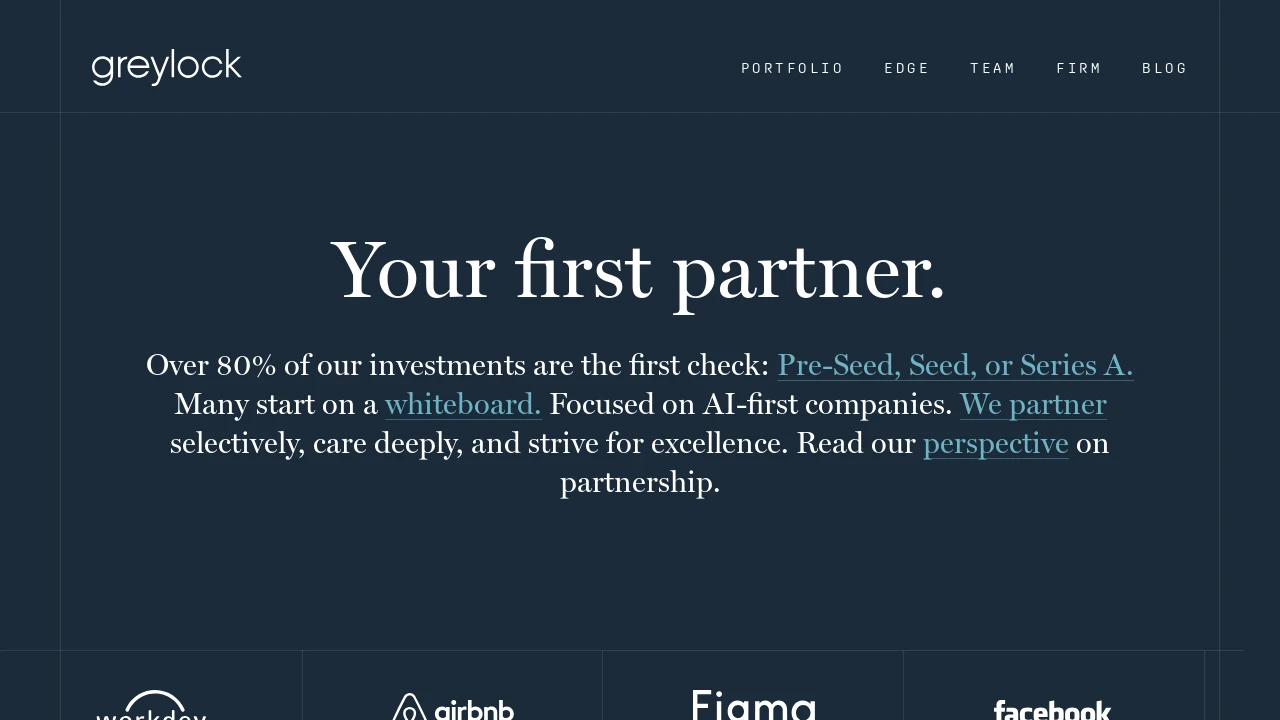 greylock
PORTFOLIO EDGE TEAM FIRM BLOG
Your first partner.
Over 80% of our investments are the first check: Pre-Seed, Seed, or Series A.
Many start on a whiteboard. Focused on AI-first companies. We partner
selectively, care deeply, and strive for excellence. Read our perspective on
partnership.
workday airbnb Figma facebook